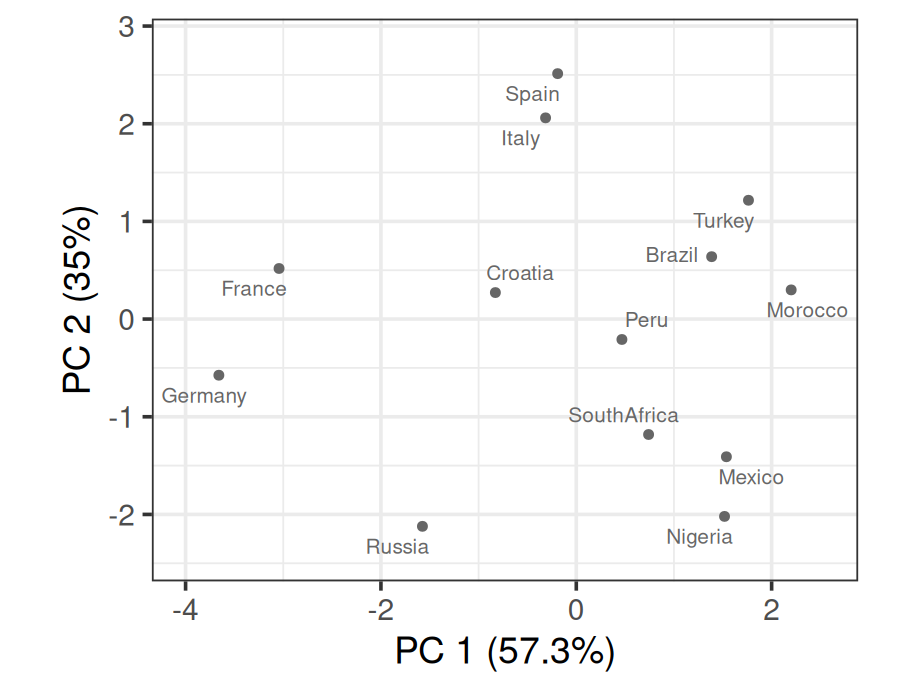 3
Spain
2
Italy
Turkey
1
Brazil
Croatia
France
Morocco
0
Peru
Germany
-1
SouthAfrica
Mexico
-2
Nigeria
Russia
-4
-2
0
2
PC 1 (57.3%)
PC 2 (35%)